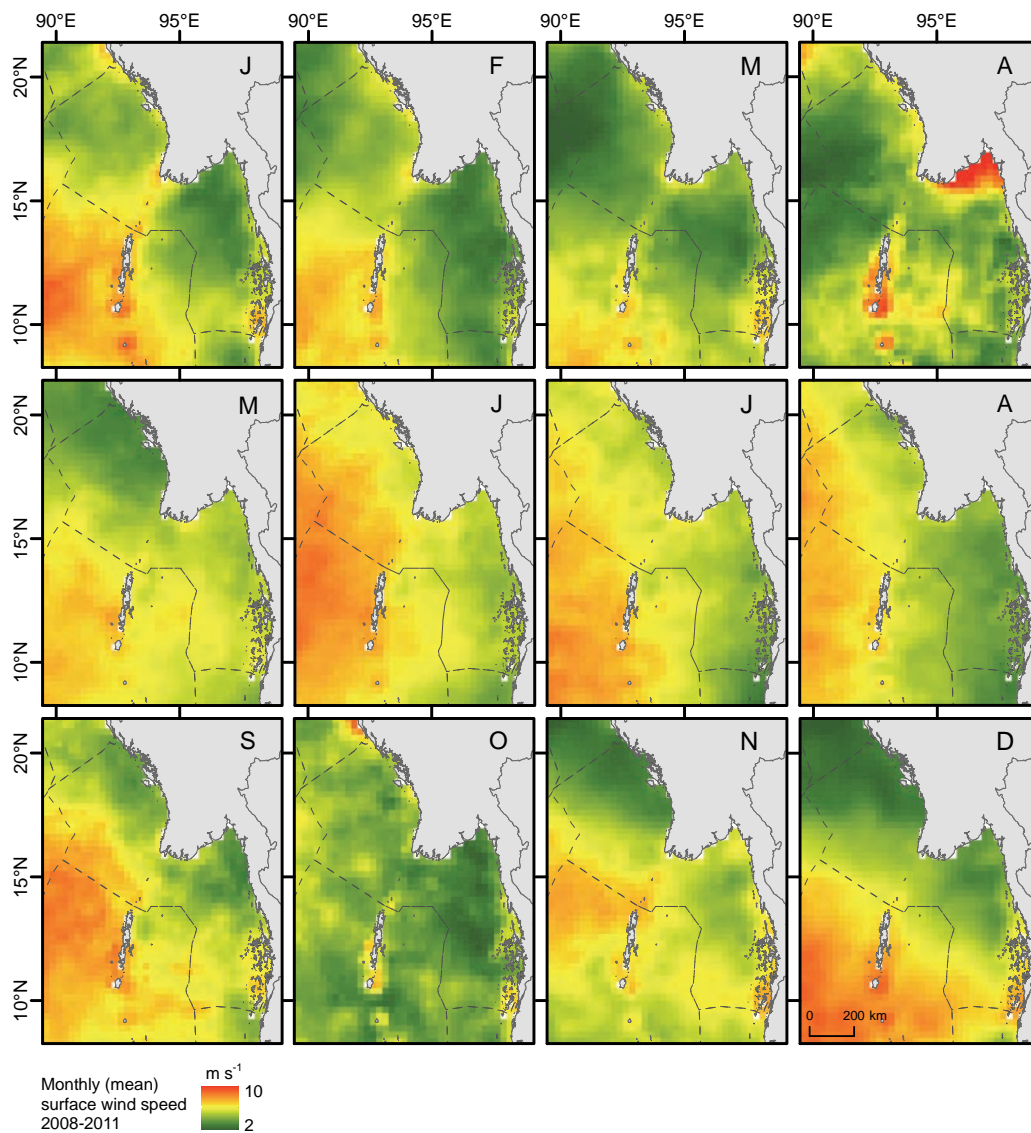 90°E 95°E 90°E 95°E 90°E 95°E 90°E 95°E
20°N 15°N 10°N
J F M A
20°N 15°N 10°N
M J J A
20°N 15°N 10°N
S O N D
0 200 km
Monthly (mean)
surface wind speed
2008-2011
m s-1
10
2